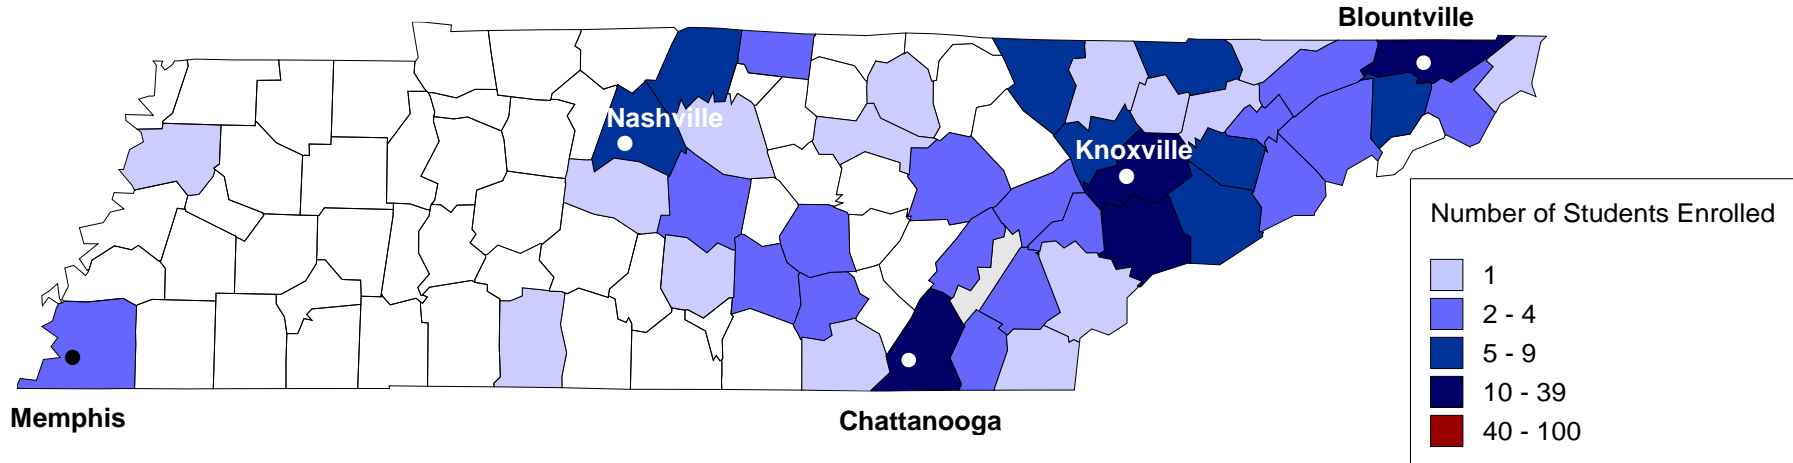 Blountville
Nashville
Knoxville
Number of Students Enrolled
1
2 - 4
5 - 9
10 - 39
40 - 100
Memphis
Chattanooga